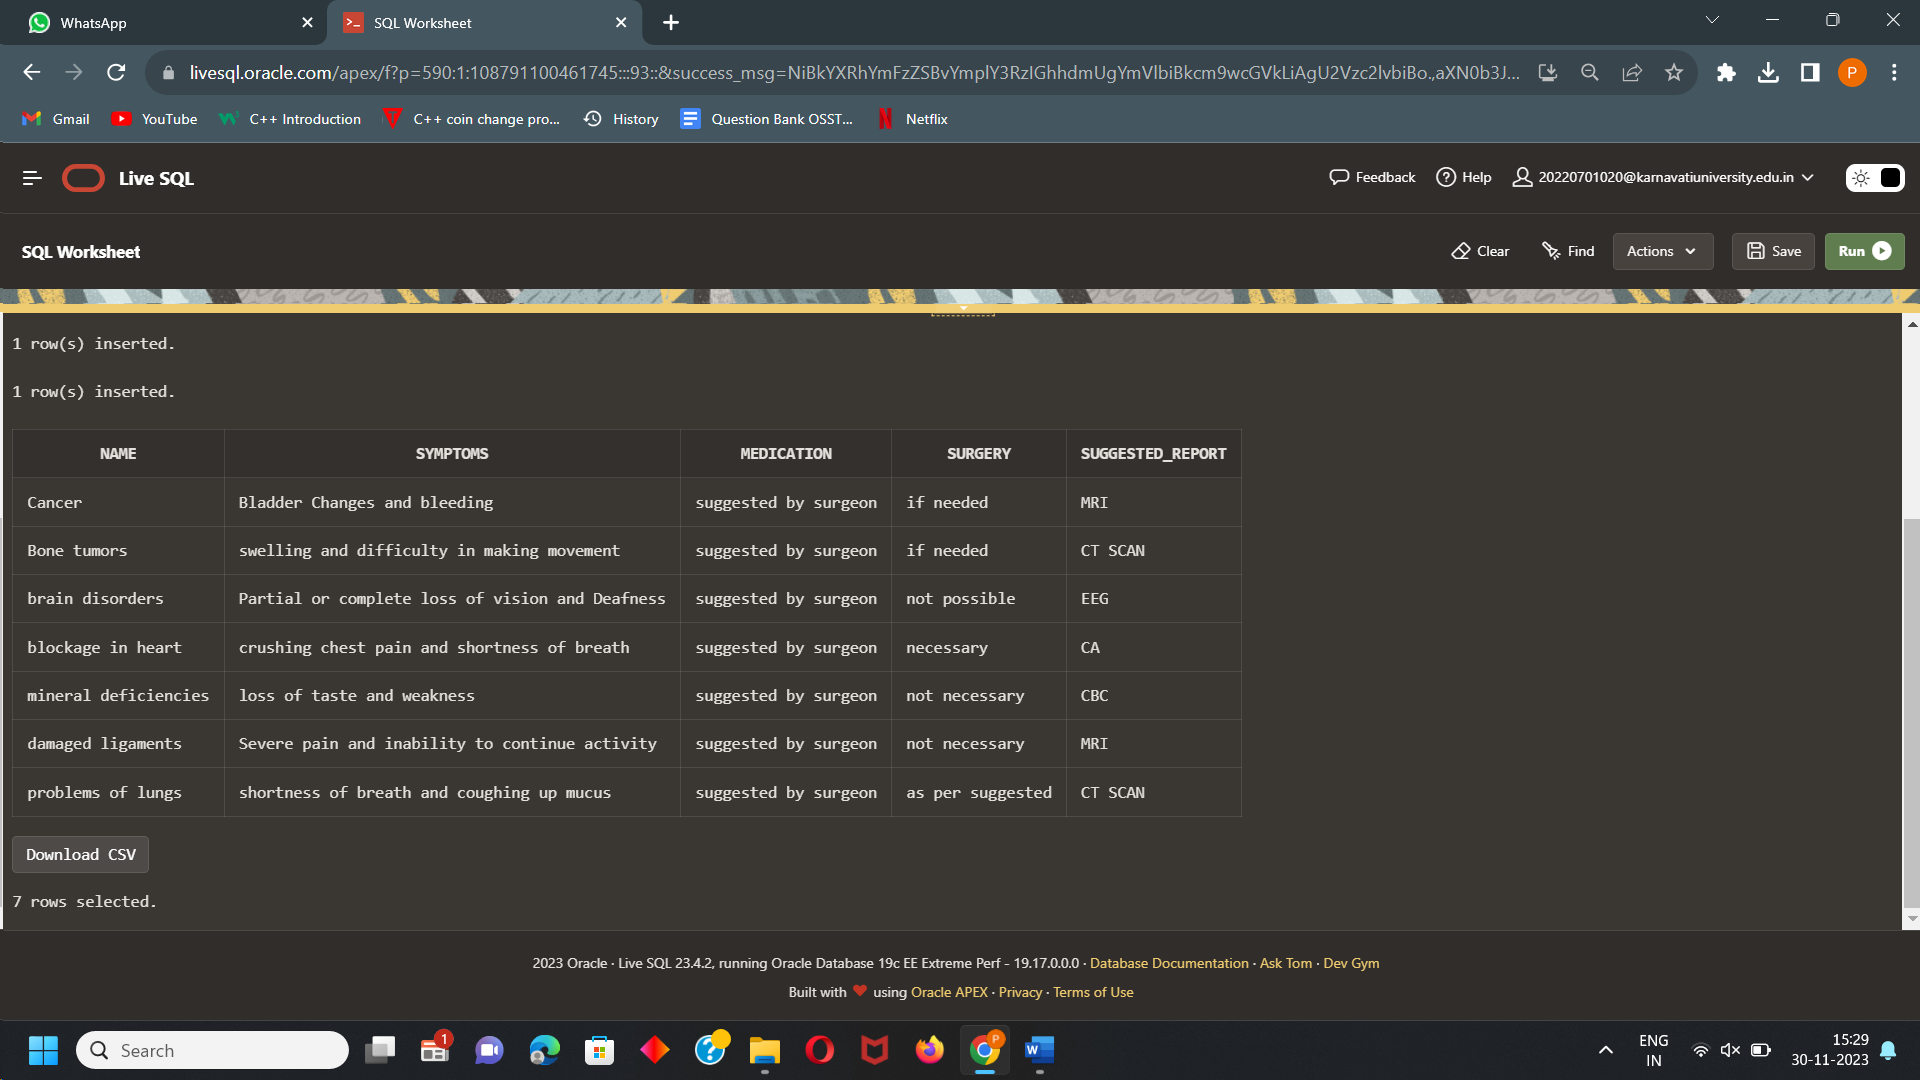 WhatsApp
SQL Worksheet
livesql.oracle.com/apex/f?p=590:1:108791100461745:::93::&success_msg=NiBkYXRhYmFzZSBvYmplY3RzIGhhdmUgYmVlbiBkcm9wcGVkLiAgU2Vzc2lvbiBo.,aXN0b3J...
P
Gmail
YouTube
C++ Introduction
C++ coin change pro...
History
Question Bank OSST...
Netflix
Live SQL
Feedback
Help
20220701020@karnavatiuniversity.edu.in
SQL Worksheet
Clear
Find
Actions
Save
Run
1 row(s) inserted.
1 row(s) inserted.
NAME SYMPTOMS MEDICATION SURGERY SUGGESTED_REPORT
Cancer Bladder Changes and bleeding suggested by surgeon if needed MRI
Bone tumors swelling and difficulty in making movement suggested by surgeon if needed CT SCAN
brain disorders Partial or complete loss of vision and Deafness suggested by surgeon not possible EEG
blockage in heart crushing chest pain and shortness of breath suggested by surgeon necessary CA
mineral deficiencies loss of taste and weakness suggested by surgeon not necessary CBC
damaged ligaments Severe pain and inability to continue activity suggested by surgeon not necessary MRI
problems of lungs shortness of breath and coughing up mucus suggested by surgeon as per suggested CT SCAN
Download CSV
7 rows selected.
2023 Oracle · Live SQL 23.4.2, running Oracle Database 19c EE Extreme Perf - 19.17.0.0.0 · Database Documentation · Ask Tom · Dev Gym
Built with ❤ using Oracle APEX · Privacy · Terms of Use
Search
1
P
W
ENG
IN
15:29
30-11-2023